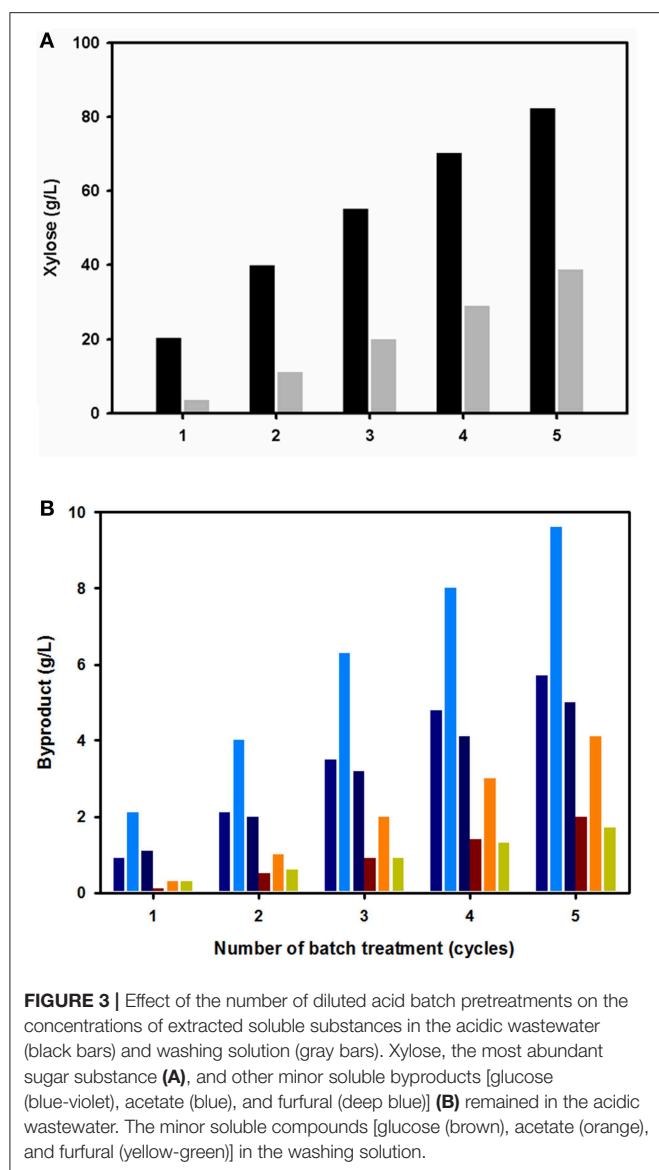 A
100
80
60
40
20
0
Xylose (g/L)
1 2 3 4 5
B
10
8
6
4
2
0
Byproduct (g/L)
1 2 3 4 5
Number of batch treatment (cycles)
FIGURE 3 | Effect of the number of diluted acid batch pretreatments on the
concentrations of extracted soluble substances in the acidic wastewater
(black bars) and washing solution (gray bars). Xylose, the most abundant
sugar substance (A), and other minor soluble byproducts [glucose
(blue-violet), acetate (blue), and furfural (deep blue)] (B) remained in the acidic
wastewater. The minor soluble compounds [glucose (brown), acetate (orange),
and furfural (yellow-green)] in the washing solution.